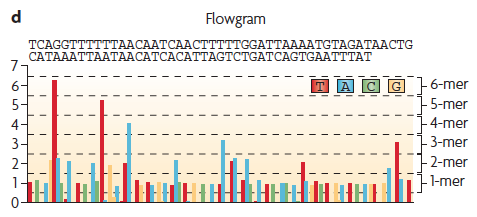 d
Flowgram
TCAGGTTTTTTAACAATCAACTTTTTGGATTAAAATGTAGATAACTG
CATAAATTAATAACATCACATTAGTCTGATCAGTGAATTTAT
7
6
5
4
3
2
1
0
T A C G
6-mer
5-mer
4-mer
3-mer
2-mer
1-mer